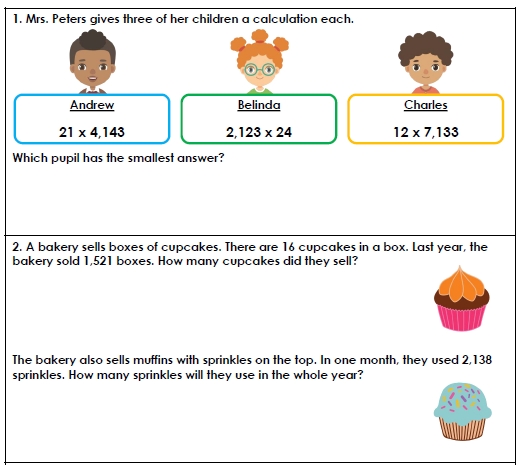 1. Mrs. Peters gives three of her children a calculation each.
Andrew
21 x 4,143
Belinda
2,123 x 24
Charles
12 x 7,133
Which pupil has the smallest answer?
2. A bakery sells boxes of cupcakes. There are 16 cupcakes in a box. Last year, the
bakery sold 1,521 boxes. How many cupcakes did they sell?
The bakery also sells muffins with sprinkles on the top. In one month, they used 2,138
sprinkles. How many sprinkles will they use in the whole year?